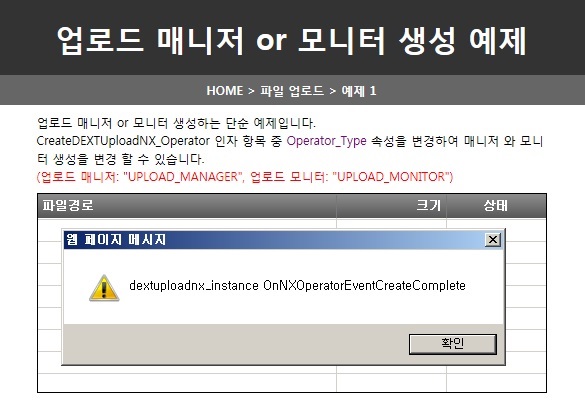 업로드 매니저 or 모니터 생성 예제
HOME > 파일 업로드 > 예제 1
업로드 매니저 or 모니터 생성하는 단순 예제입니다.
CreateDEXTUploadNX_Operator 인자 항목 중 Operator_Type 속성을 변경하여 매니저 와 모니
터 생성을 변경 할 수 있습니다.
(업로드 매니저: "UPLOAD_MANAGER", 업로드 모니터: "UPLOAD_MONITOR")
파일경로 크기 상태
웹 페이지 메시지
dextuploadnx_instance OnNXOperatorEventCreateComplete
확인